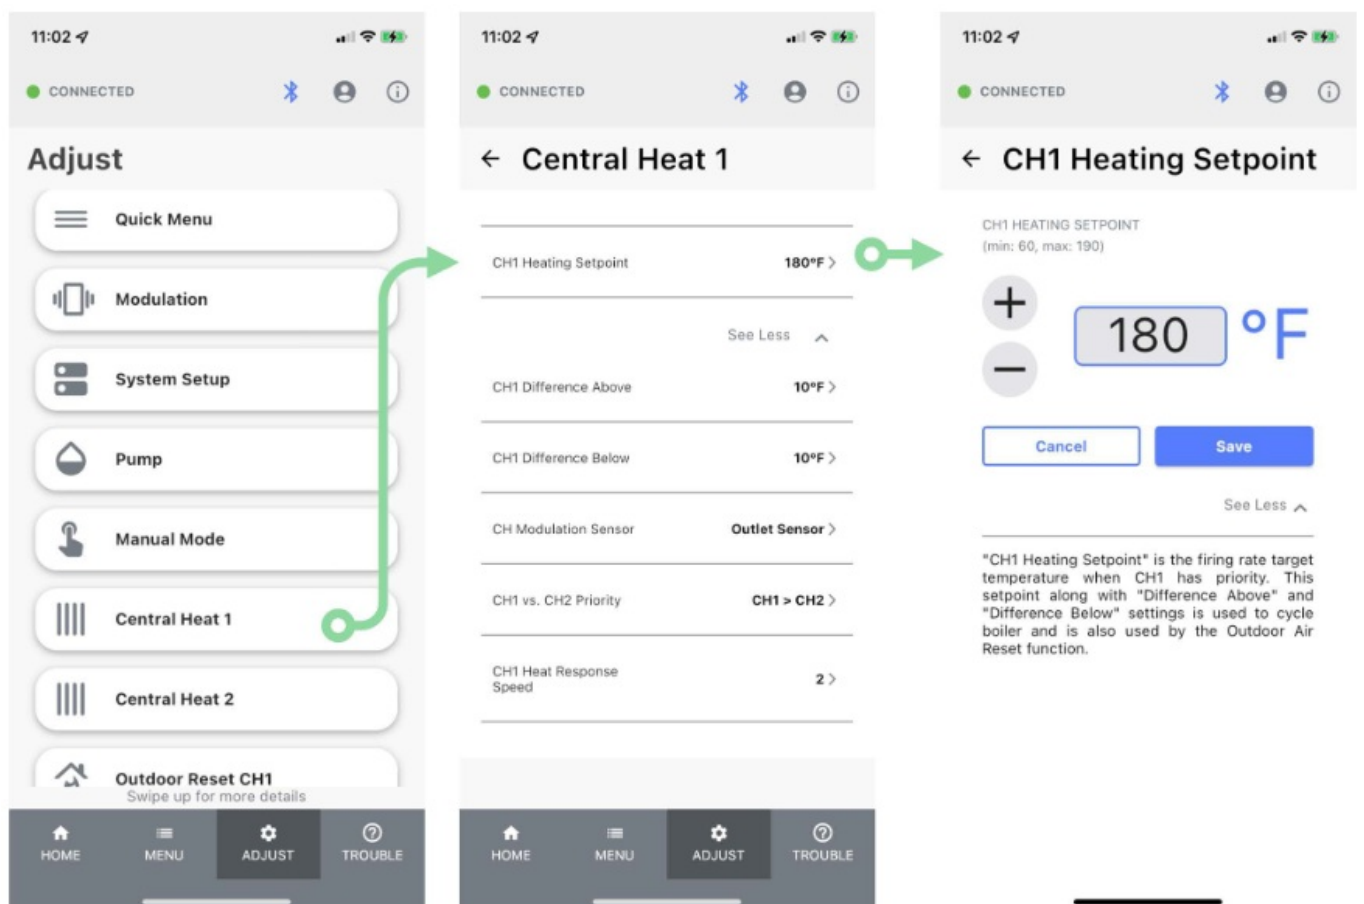 11:02
CONNECTED
Adjust
Quick Menu
Modulation
System Setup
Pump
Manual Mode
Central Heat 1
Central Heat 2
Outdoor Reset CH1
Swipe up for more details
HOME
MENU
ADJUST
TROUBLE
11:02
CONNECTED
Central Heat 1
CH1 Heating Setpoint 180°F
See Less
CH1 Difference Above 10°F
CH1 Difference Below 10°F
CH Modulation Sensor Outlet Sensor
CH1 vs. CH2 Priority CH1 > CH2
CH1 Heat Response
Speed
2
HOME
MENU
ADJUST
TROUBLE
11:02
CONNECTED
CH1 Heating Setpoint
CH1 HEATING SETPOINT
(min: 60, max: 190)
180 °F
Cancel
Save
See Less
"CH1 Heating Setpoint" is the firing rate target
temperature when CH1 has priority. This
setpoint along with "Difference Above" and
"Difference Below" settings is used to cycle
boiler and is also used by the Outdoor Air
Reset function.